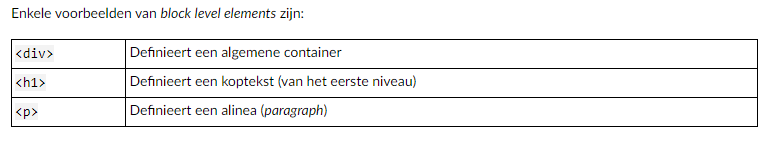 Enkele voorbeelden van block level elements zijn:
<div> Definieert een algemene container
<h1> Definieert een koptekst (van het eerste niveau)
<p> Definieert een alinea (paragraph)